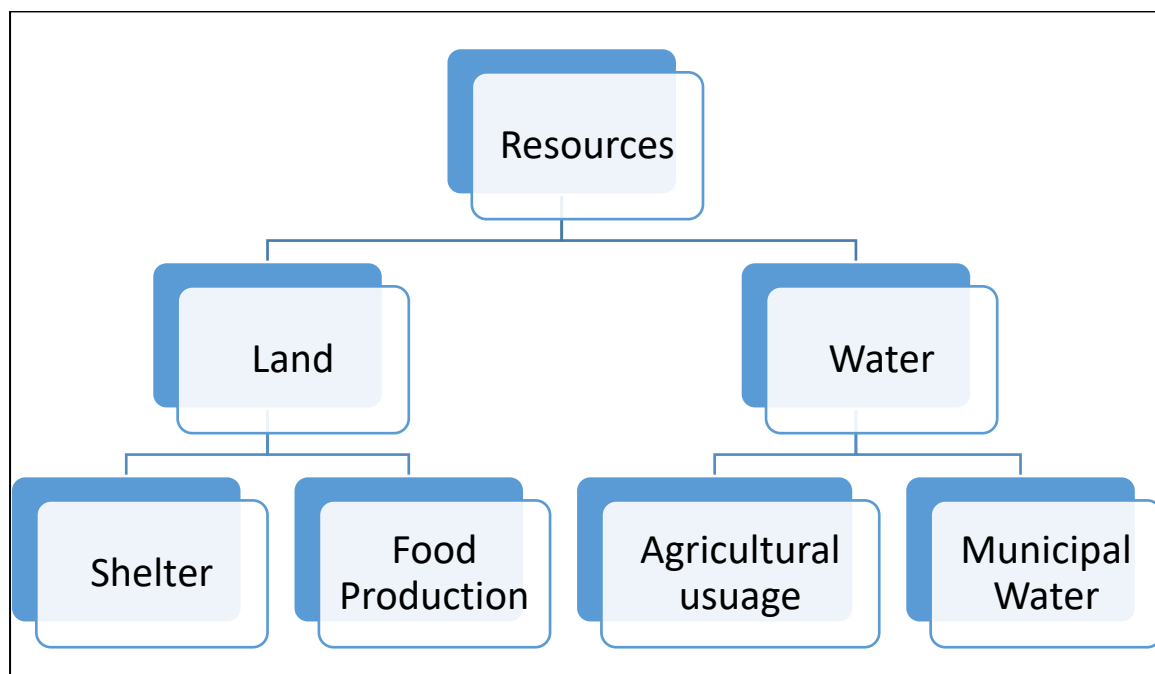 Resources
Land
Water
Shelter
Food
Production
Agricultural
usuage
Municipal
Water